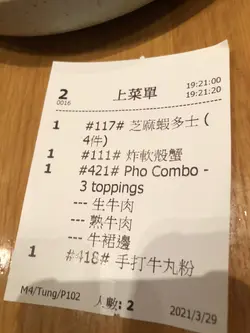 2 上菜單 19:21:00
0016 19:21:20
1 #117# 芝麻蝦多士 (
4件)
1 #111# 炸軟殼蟹
1 #421# Pho Combo -
3 toppings
--- 生牛肉
--- 熟牛肉
--- 牛裙邊
1 #418# 手打牛丸粉
M4/Tung/P102 人數: 2 2021/3/29